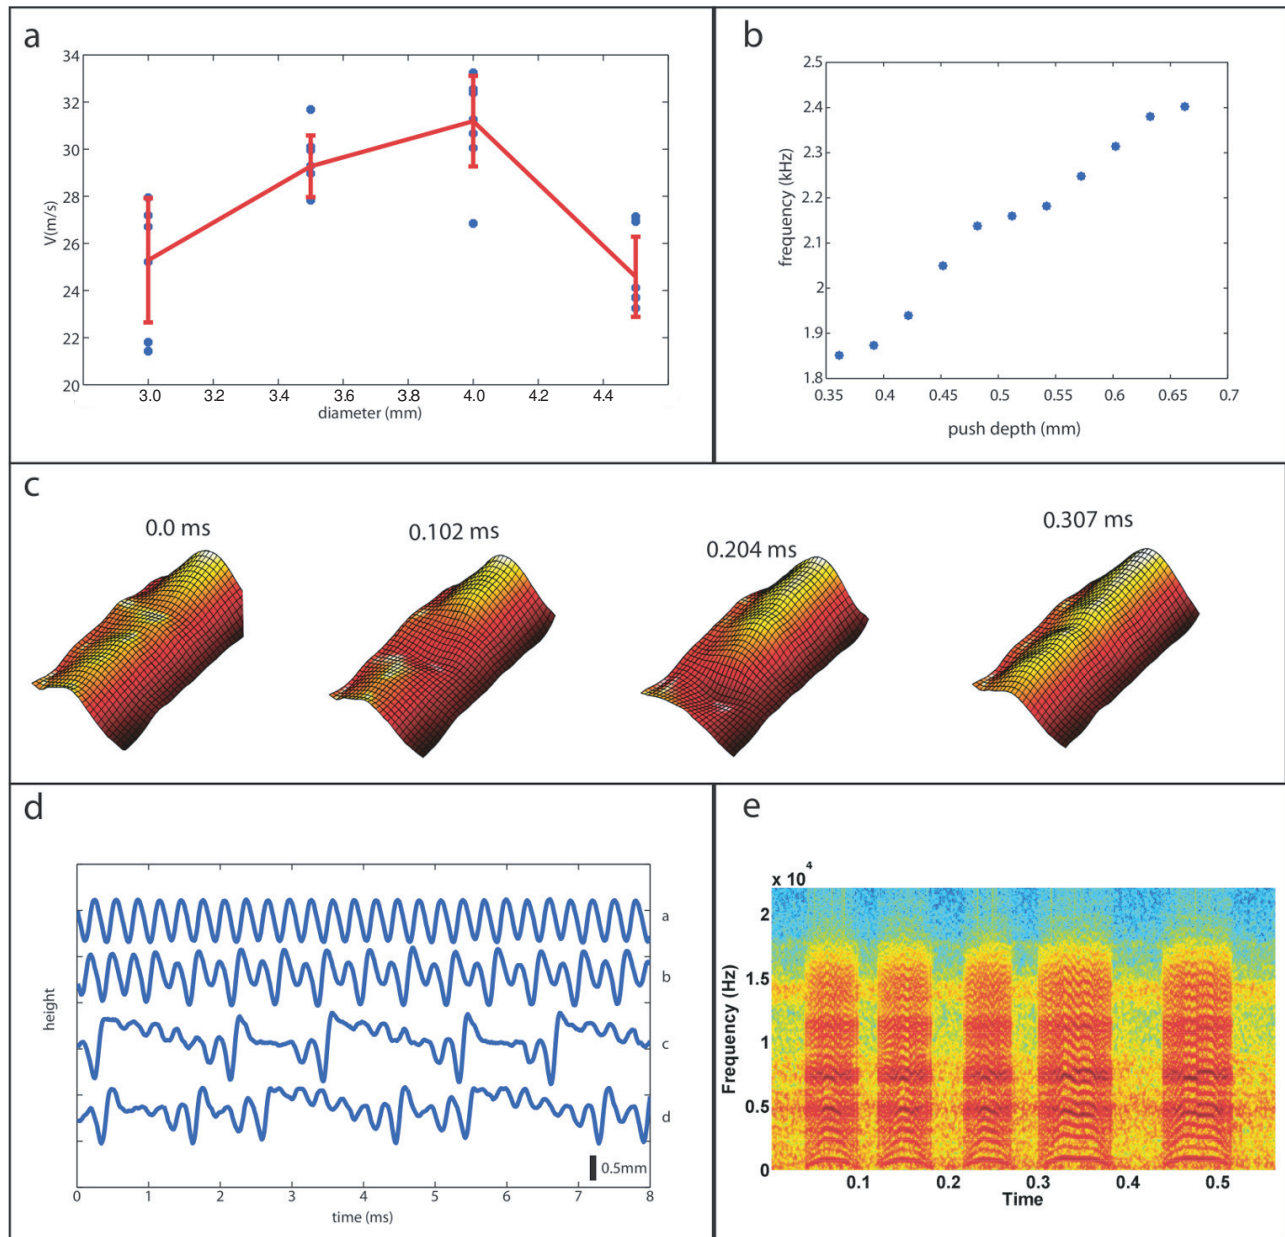 a
34
32
30
28
26
24
22
20
V(m/s)
3.0 3.2 3.4 3.6 3.8 4.0 4.2 4.4
diameter (mm)
b
2.5
2.4
2.3
2.2
2.1
2
1.9
1.8
frequency (kHz)
0.35 0.4 0.45 0.5 0.55 0.6 0.65 0.7
push depth (mm)
c
0.0 ms
0.102 ms
0.204 ms
0.307 ms
d
height
a
b
c
d
0.5mm
0 1 2 3 4 5 6 7 8
time (ms)
e
x 10^4
2
1.5
1
0.5
0
Frequency (Hz)
0.1 0.2 0.3 0.4 0.5
Time